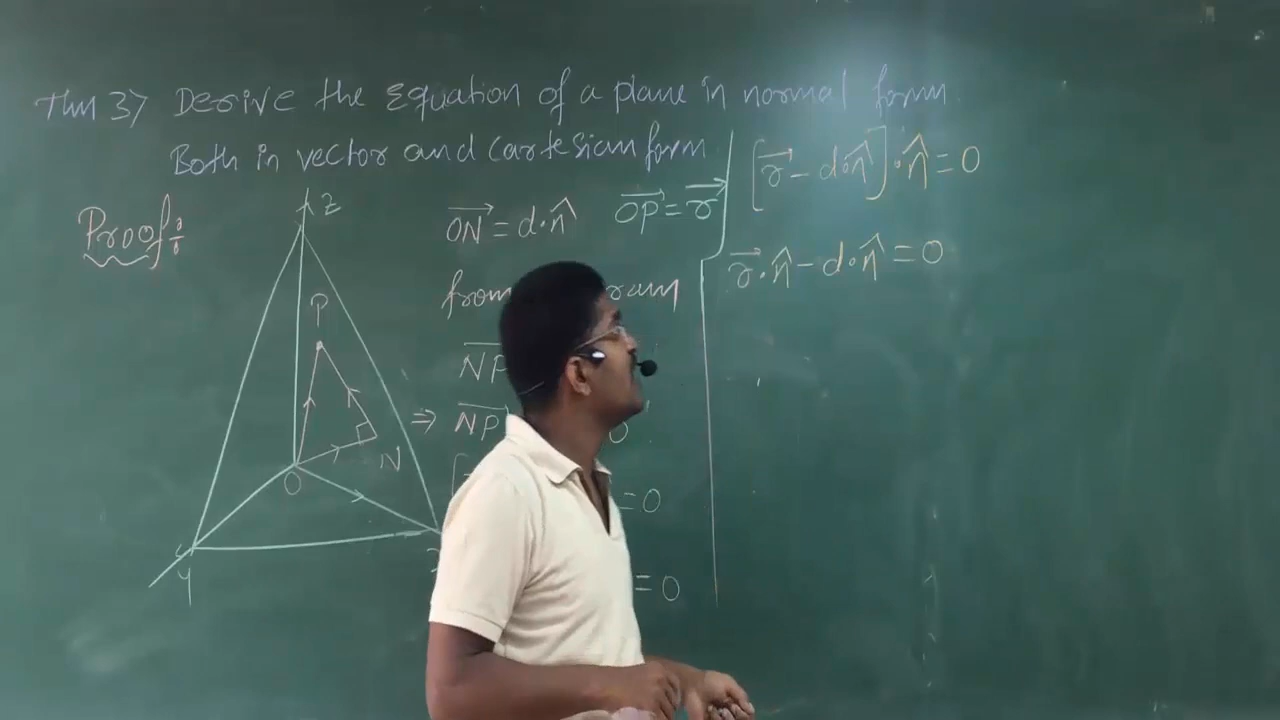 Thm 3) Derive the Equation of a plane in normal form
Both in vector and cartesian form
Proof:
Z
P
O
N
Y
ON⃗ = d·n̂
OP⃗ = r⃗
from
NP⃗
⇒ NP⃗ 0
[ = 0
= 0
[r⃗ - d·n̂]·n̂ = 0
r⃗·n̂ - d·n̂ = 0